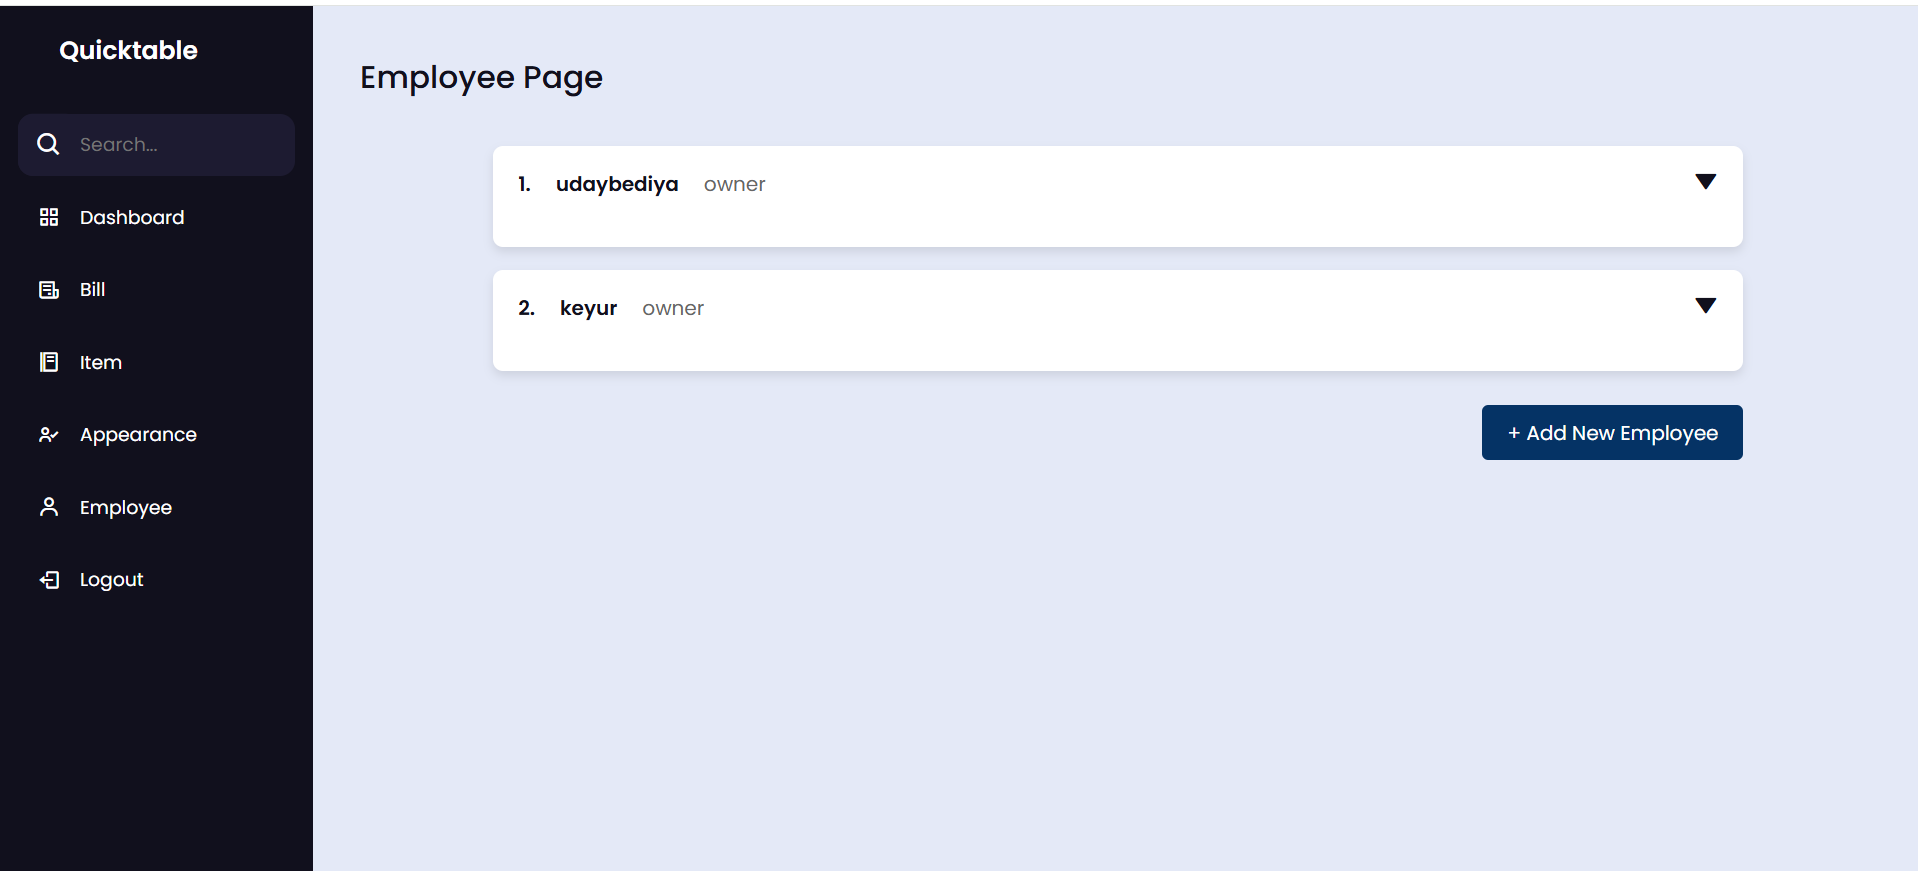 Quicktable
Search...
Dashboard
Bill
Item
Appearance
Employee
Logout
Employee Page
1. udaybediya owner
2. keyur owner
+ Add New Employee